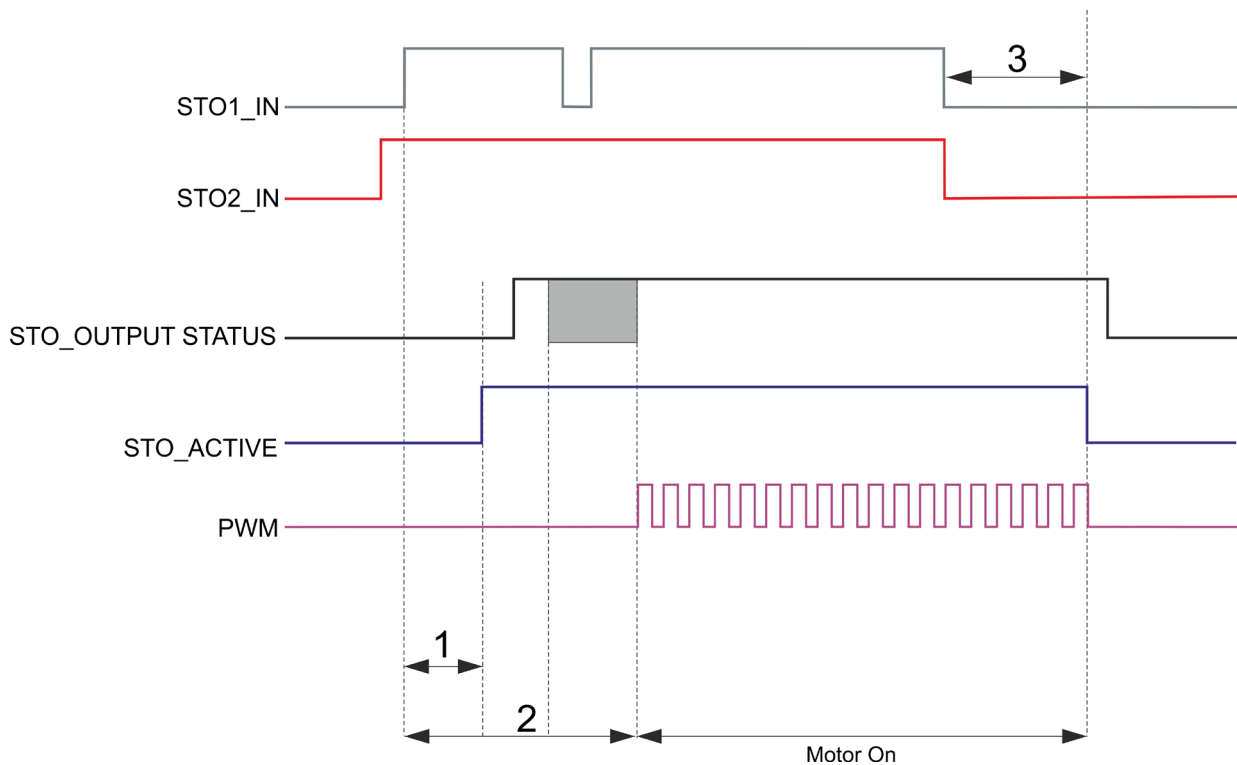 3
STO1_IN
STO2_IN
STO_OUTPUT STATUS
STO_ACTIVE
PWM
1
2
Motor On